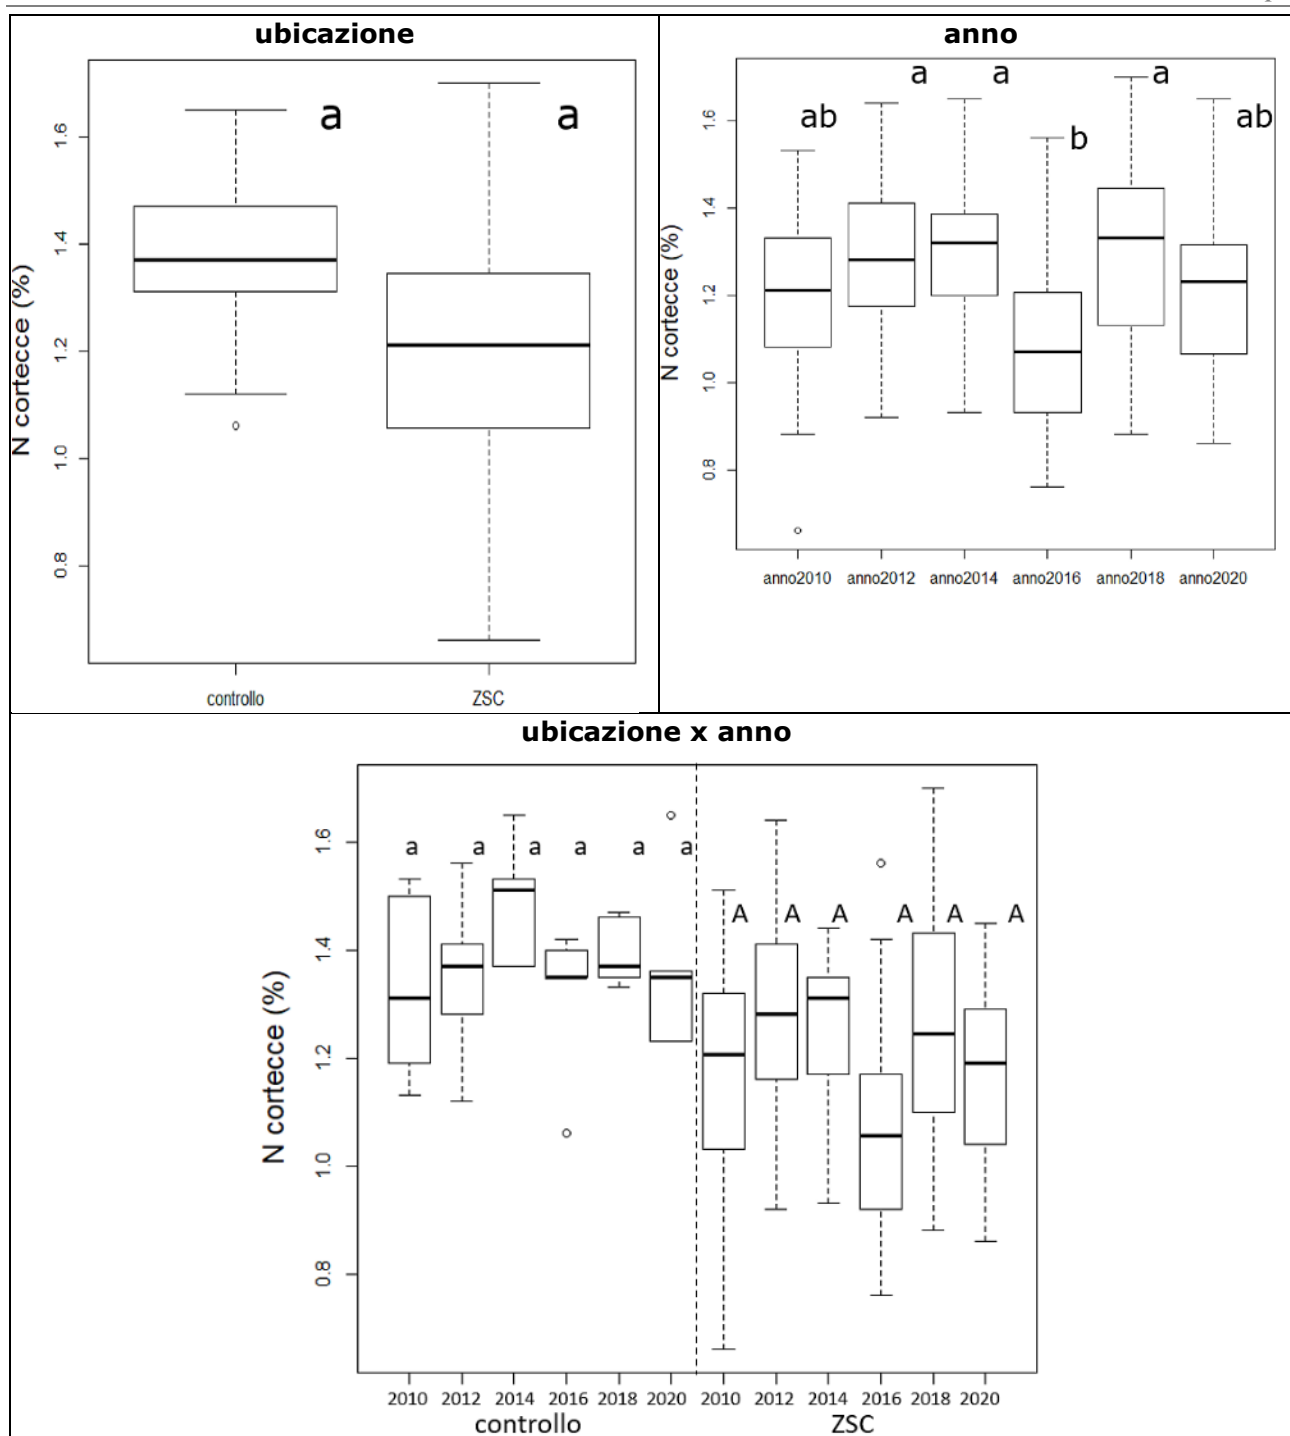 ubicazione
a
a
N cortecce (%)
1.6
1.4
1.2
1.0
0.8
controllo
ZSC
anno
ab
a
a
b
a
ab
N cortecce (%)
1.6
1.4
1.2
1.0
0.8
anno2010 anno2012 anno2014 anno2016 anno2018 anno2020
ubicazione x anno
a a a a a a
A A A A A A
N cortecce (%)
1.6
1.4
1.2
1.0
0.8
2010 2012 2014 2016 2018 2020 2010 2012 2014 2016 2018 2020
controllo ZSC